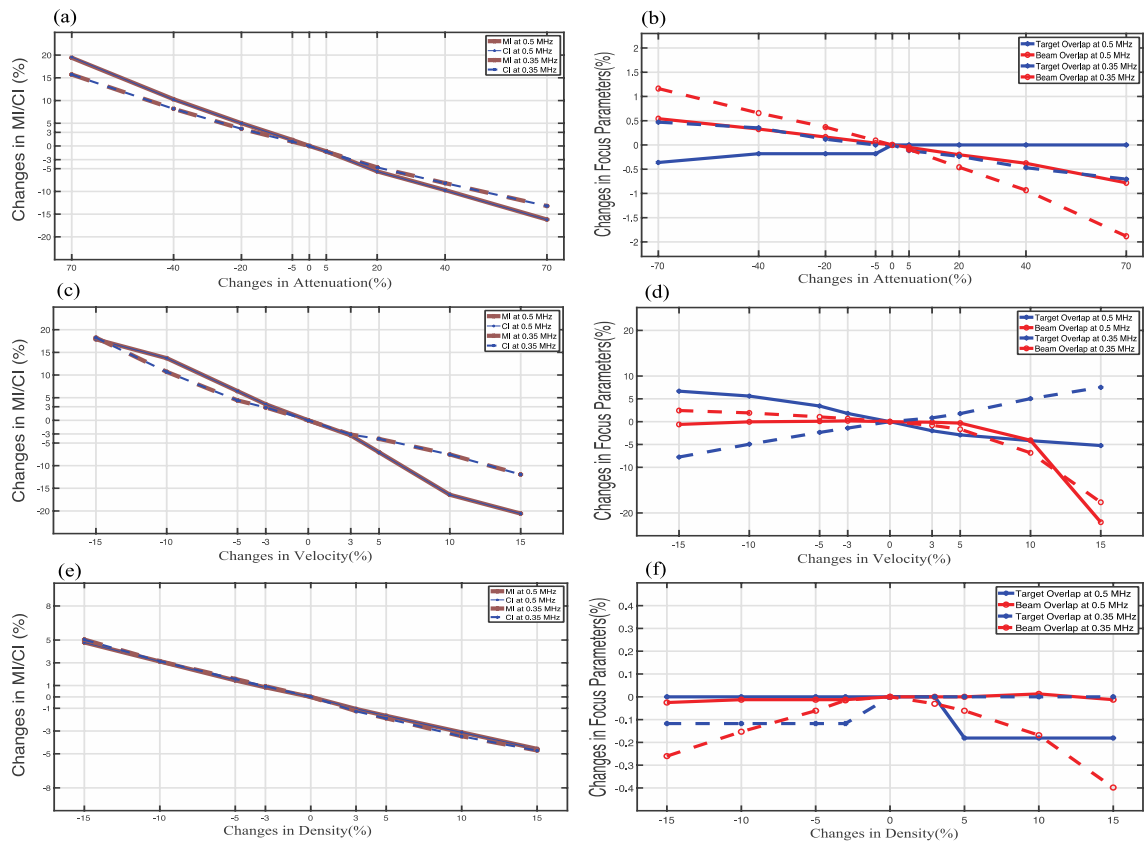 (a)
Changes in MI/CI (%)
20
15
10
5
3
0
-3
-5
-10
-15
-20
MI at 0.5 MHz
CI at 0.5 MHz
MI at 0.35 MHz
CI at 0.35 MHz
70 -40 -20 -5 0 5 20 40 70
Changes in Attenuation(%)
(b)
Changes in Focus Parameters(%)
2
1.5
1
0.5
0
-0.5
-1
-1.5
-2
Target Overlap at 0.5 MHz
Beam Overlap at 0.5 MHz
Target Overlap at 0.35 MHz
Beam Overlap at 0.35 MHz
-70 -40 -20 -5 0 5 20 40 70
Changes in Attenuation(%)
(c)
Changes in MI/CI (%)
20
15
10
5
3
0
-3
-5
-10
-15
-20
MI at 0.5 MHz
CI at 0.5 MHz
MI at 0.35 MHz
CI at 0.35 MHz
-15 -10 -5 -3 0 3 5 10 15
Changes in Velocity(%)
(d)
Changes in Focus Parameters(%)
20
10
5
0
-5
-10
-20
Target Overlap at 0.5 MHz
Beam Overlap at 0.5 MHz
Target Overlap at 0.35 MHz
Beam Overlap at 0.35 MHz
-15 -10 -5 -3 0 3 5 10 15
Changes in Velocity(%)
(e)
Changes in MI/CI (%)
8
5
3
1
0
-1
-3
-5
-8
MI at 0.5 MHz
CI at 0.5 MHz
MI at 0.35 MHz
CI at 0.35 MHz
-15 -10 -5 -3 0 3 5 10 15
Changes in Density(%)
(f)
Changes in Focus Parameters(%)
0.4
0.3
0.2
0.1
0
-0.1
-0.2
-0.3
-0.4
Target Overlap at 0.5 MHz
Beam Overlap at 0.5 MHz
Target Overlap at 0.35 MHz
Beam Overlap at 0.35 MHz
-15 -10 -5 0 5 10 15
Changes in Density(%)